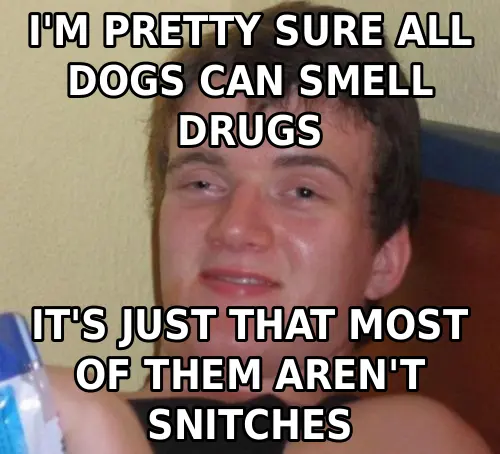 I'M PRETTY SURE ALL
DOGS CAN SMELL
DRUGS
IT'S JUST THAT MOST
OF THEM AREN'T
SNITCHES